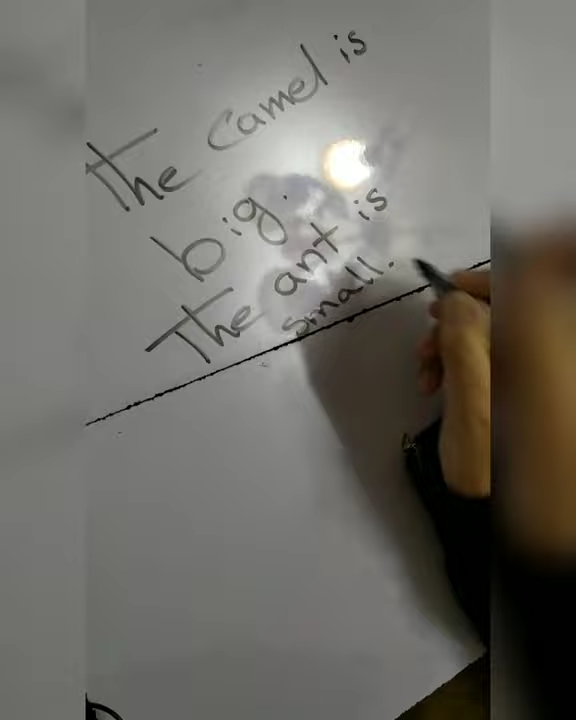 The camel is
big.
The ant is
small.